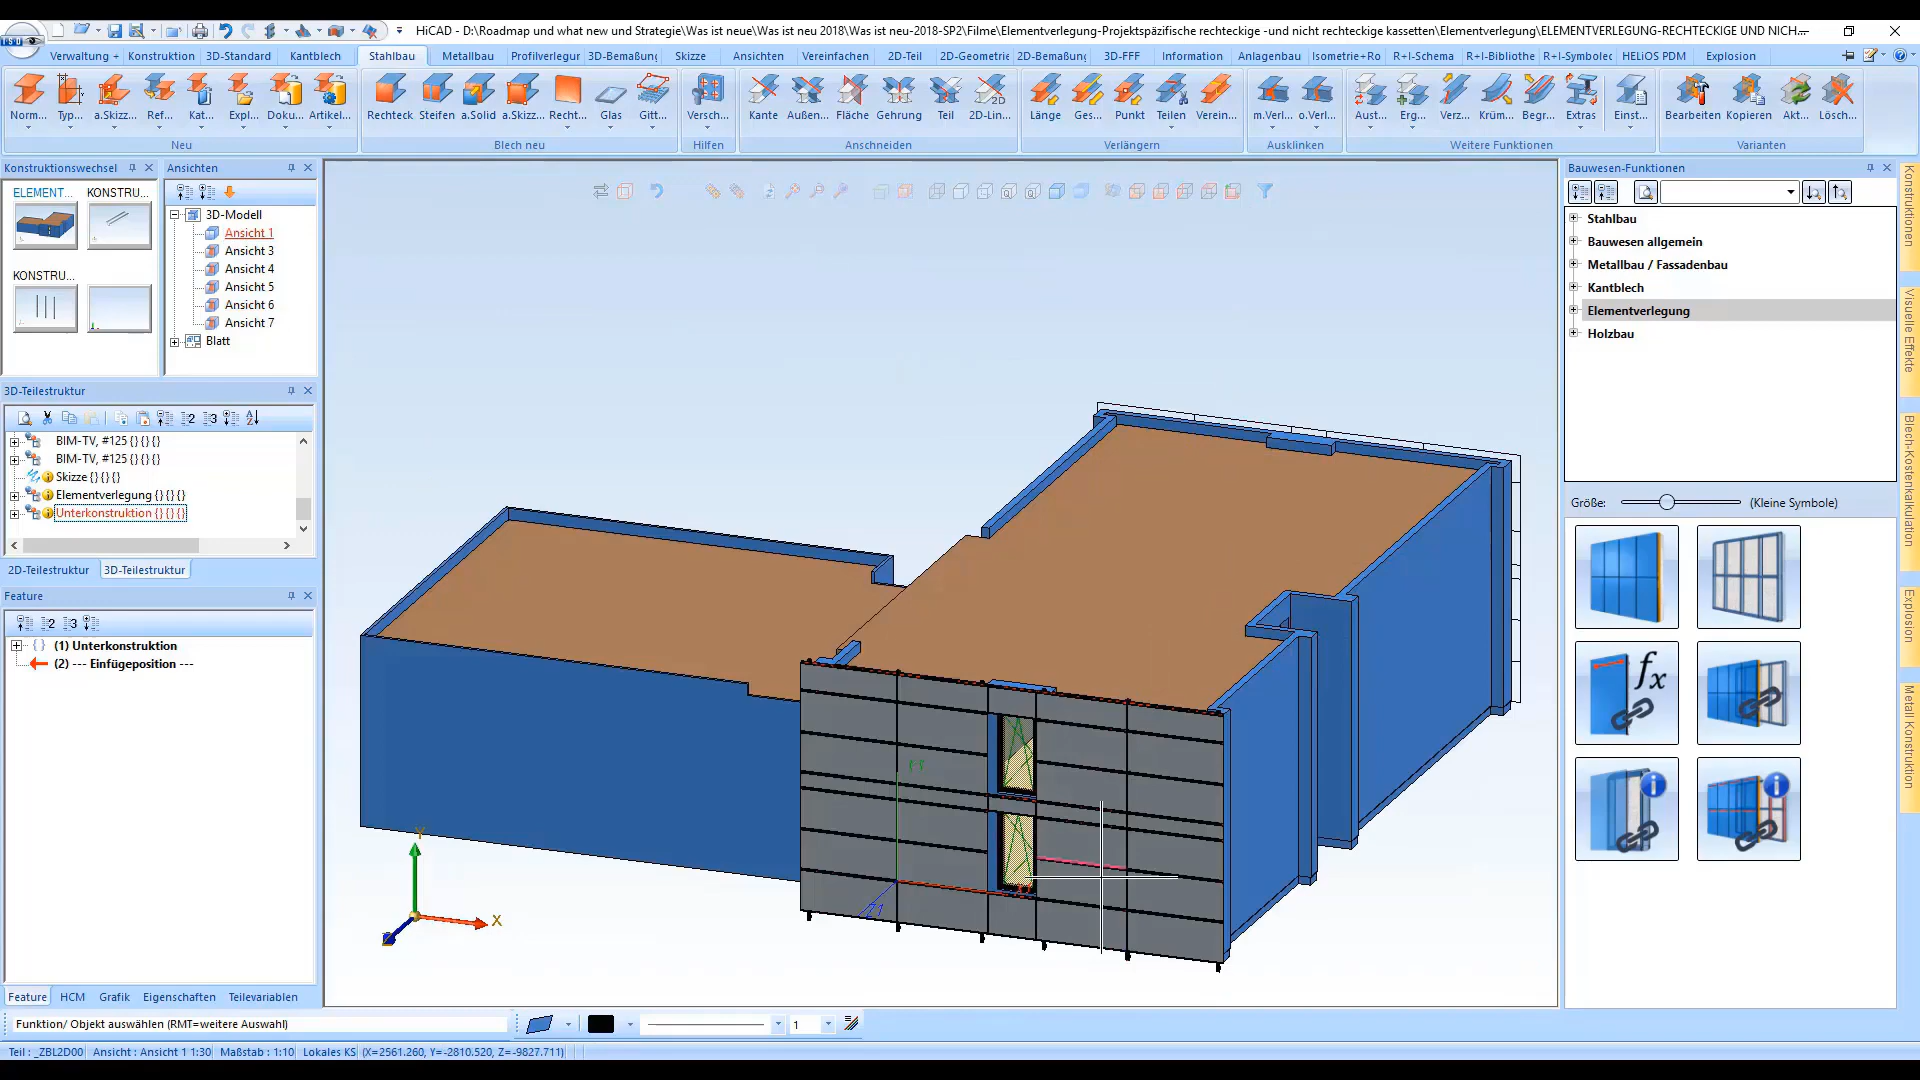 HiCAD - D:\Roadmap und what new und Strategie\Was ist neue\Was ist neu 2018\Was ist neu-2018-SP2\Filme\Elementverlegung-Projektspäzifische rechteckige -und nicht rechteckige kassetten\Elementverlegung\ELEMENTVERLEGUNG-RECHTECKIGE UND NICH...
ISD
Verwaltung + Konstruktion 3D-Standard Kantblech Stahlbau Metallbau Profilverlegur 3D-Bemaßung Skizze Ansichten Vereinfachen 2D-Teil 2D-Geometrie 2D-Bemaßung 3D-FFF Information Anlagenbau Isometrie+Ro R+I-Schema R+I-Bibliothe R+I-Symbole HELiOS PDM Explosion
Norm... Typ... a.Skizz... Ref... Kat... Expl... Doku... Artikel... Rechteck Steifen a.Solid a.Skizz... Recht... Glas Gitt... Versch... Kante Außen... Fläche Gehrung Teil 2D-Lin... Länge Ges... Punkt Teilen Verein... m.Verl... o.Verl... Aust... Erg... Verz... Krüm... Begr... Extras Einst... Bearbeiten Kopieren Akt... Lösch...
Neu Blech neu Hilfen Anschneiden Verlängern Ausklinken Weitere Funktionen Varianten
Konstruktionswechsel
ELEMENT... KONSTRU...
KONSTRU...
Ansichten
3D-Modell
Ansicht 1
Ansicht 3
Ansicht 4
Ansicht 5
Ansicht 6
Ansicht 7
Blatt
3D-Teilestruktur
BIM-TV, #125 {} {} {}
BIM-TV, #125 {} {} {}
Skizze {} {} {}
Elementverlegung {} {} {}
Unterkonstruktion {} {} {}
2D-Teilestruktur 3D-Teilestruktur
Feature
(1) Unterkonstruktion
(2) --- Einfügeposition ---
Feature HCM Grafik Eigenschaften Teilevariablen
Y
X
Z1
Bauwesen-Funktionen
Stahlbau
Bauwesen allgemein
Metallbau / Fassadenbau
Kantblech
Elementverlegung
Holzbau
Größe: (Kleine Symbole)
fx
Konstruktionen
Visuelle Effekte
Blech-Kostenkalkulation
Explosion
Metall Konstruktion
Funktion/ Objekt auswählen (RMT=weitere Auswahl)
1
Teil : _ZBL2D00 Ansicht : Ansicht 1 1:30 Maßstab : 1:10 Lokales KS (X=2561.260, Y=-2810.520, Z=-9827.711)